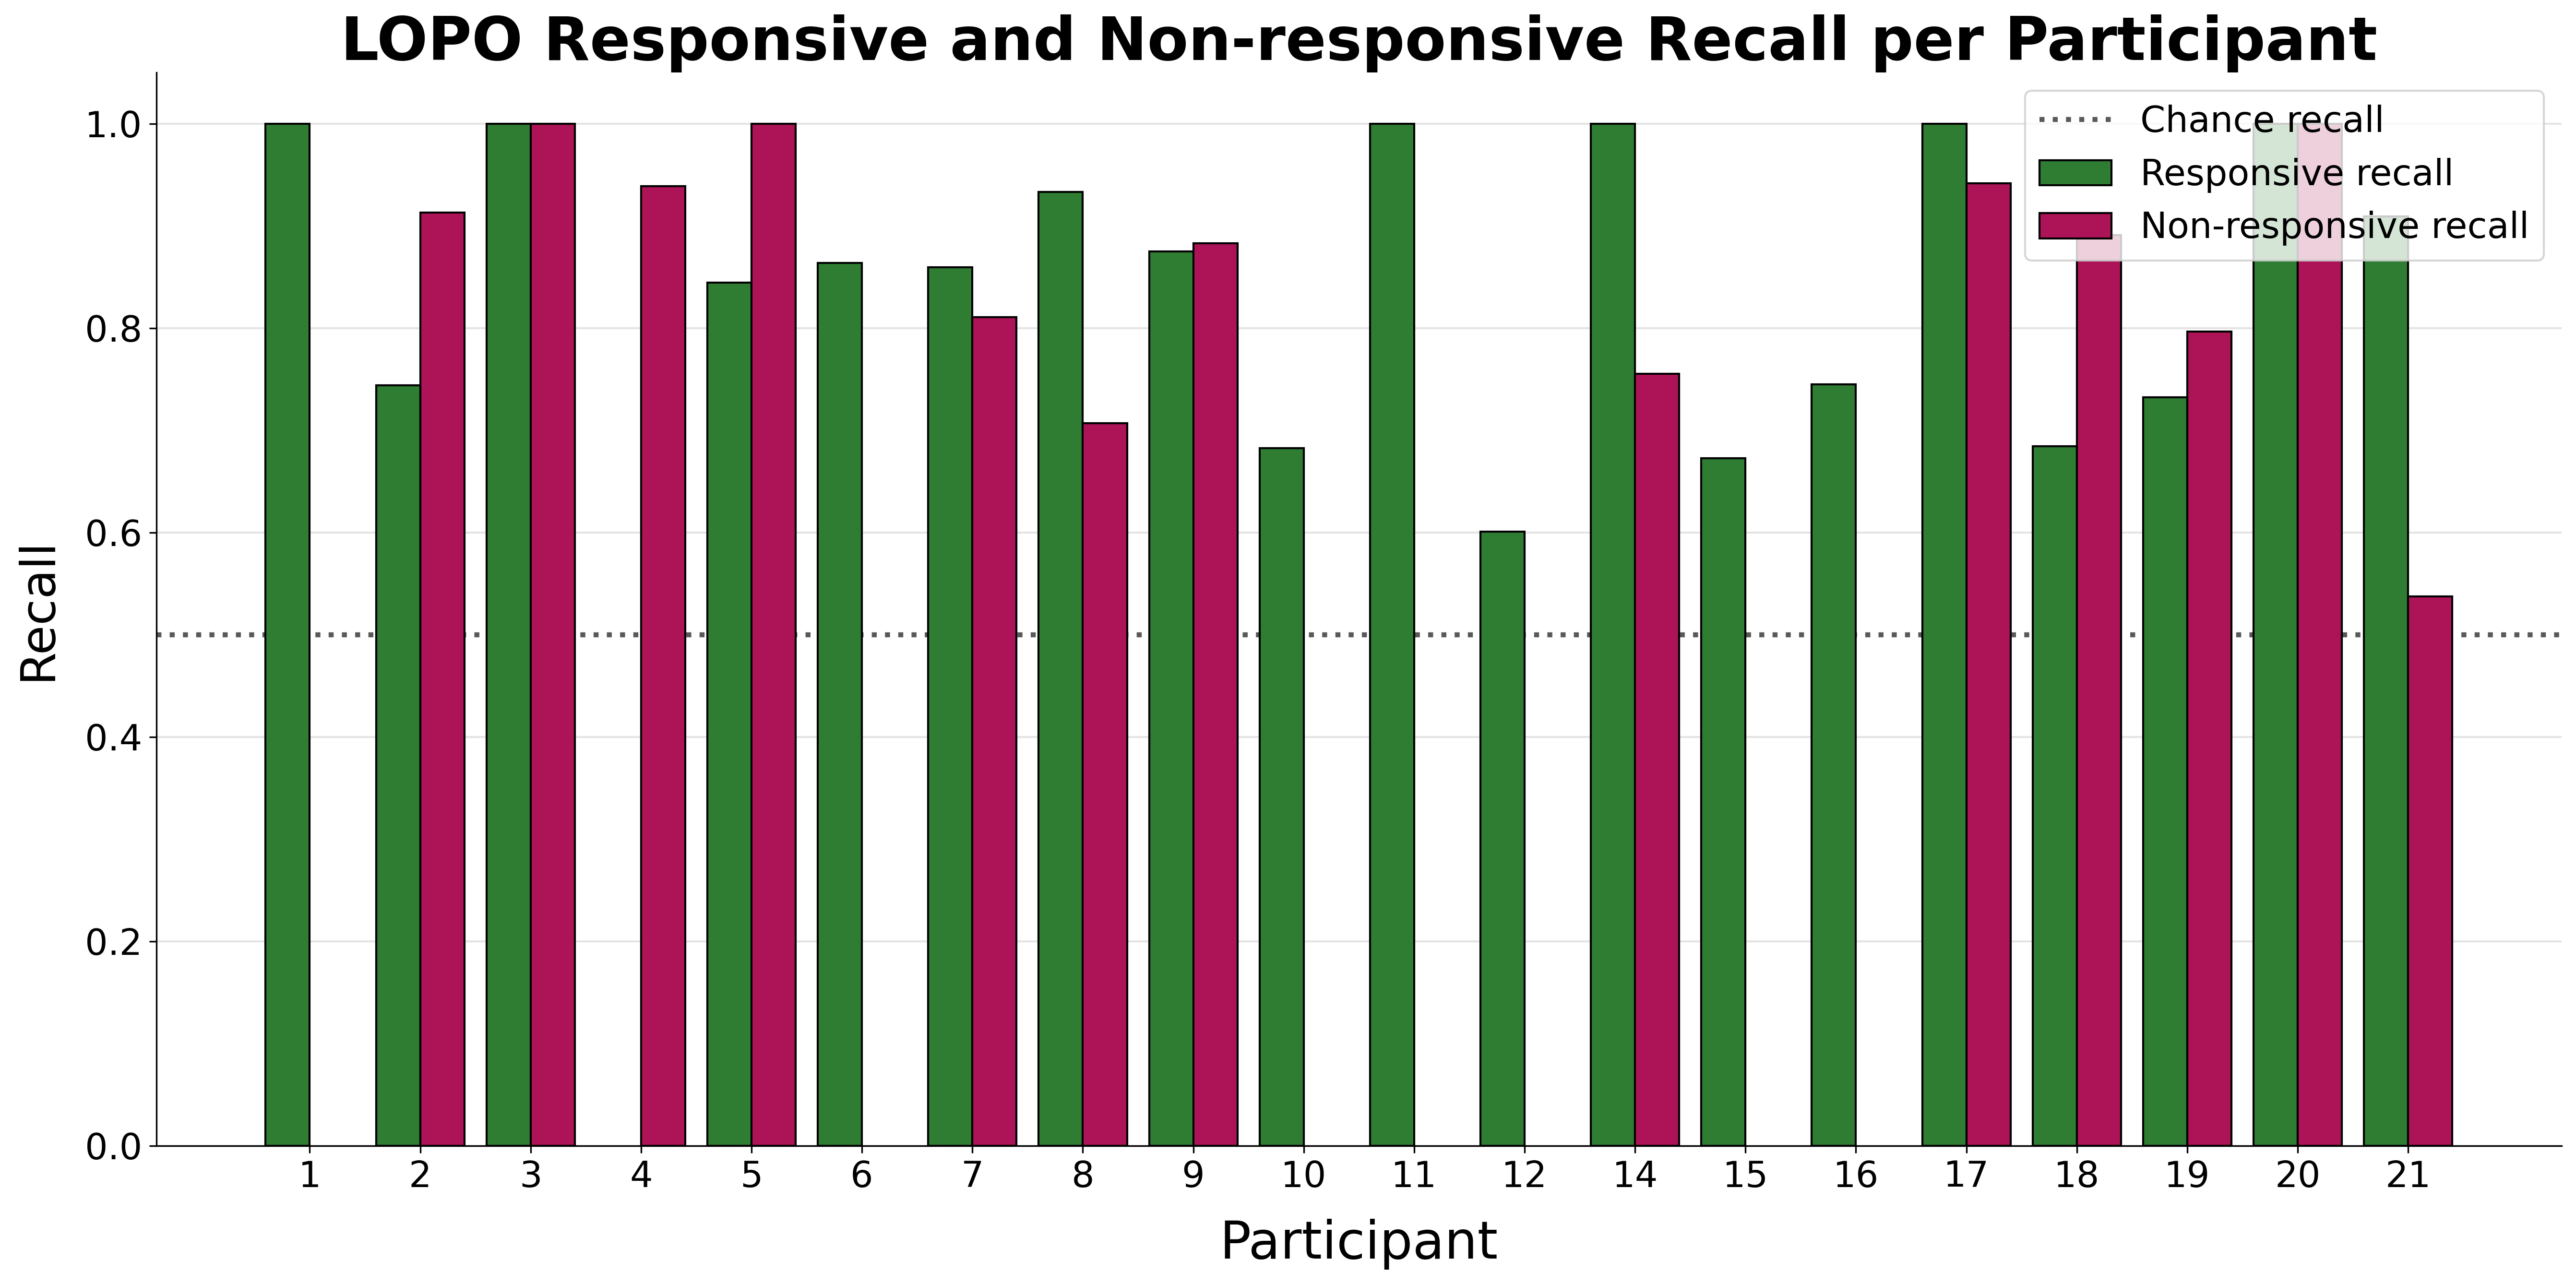 LOPO Responsive and Non-responsive Recall per Participant
Chance recall
Responsive recall
Non-responsive recall
1.0
0.8
0.6
0.4
0.2
0.0
Recall
1 2 3 4 5 6 7 8 9 10 11 12 14 15 16 17 18 19 20 21
Participant